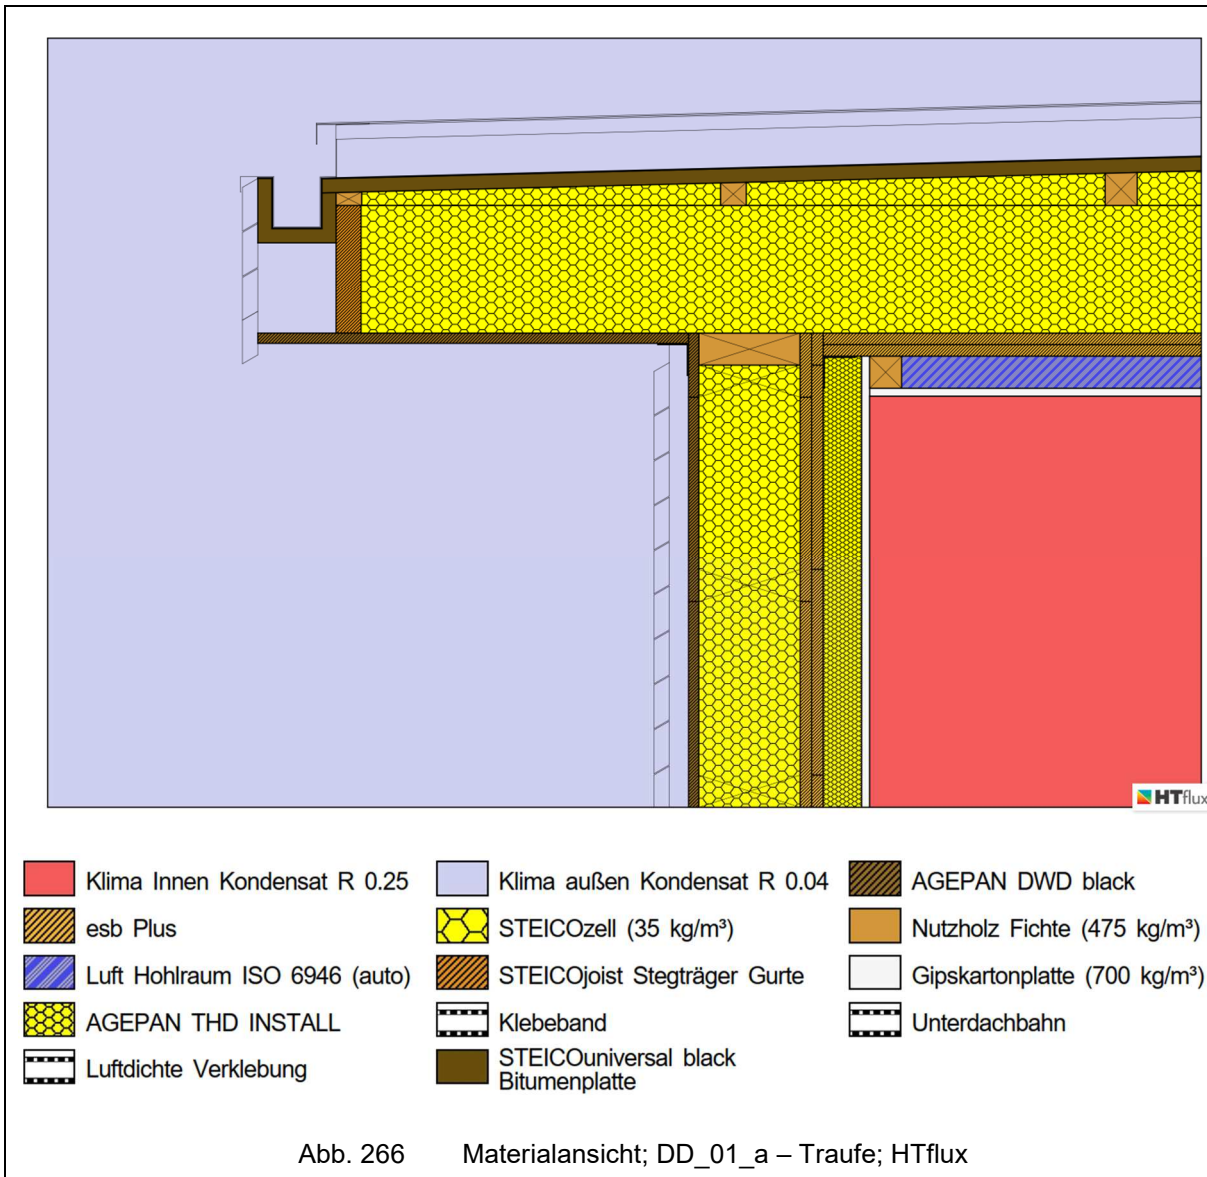 HTflux
Klima Innen Kondensat R 0.25
Klima außen Kondensat R 0.04
AGEPAN DWD black
esb Plus
STEICOzell (35 kg/m³)
Nutzholz Fichte (475 kg/m³)
Luft Hohlraum ISO 6946 (auto)
STEICOjoist Stegträger Gurte
Gipskartonplatte (700 kg/m³)
AGEPAN THD INSTALL
Klebeband
Unterdachbahn
Luftdichte Verklebung
STEICOuniversal black
Bitumenplatte
Abb. 266 Materialansicht; DD_01_a – Traufe; HTflux